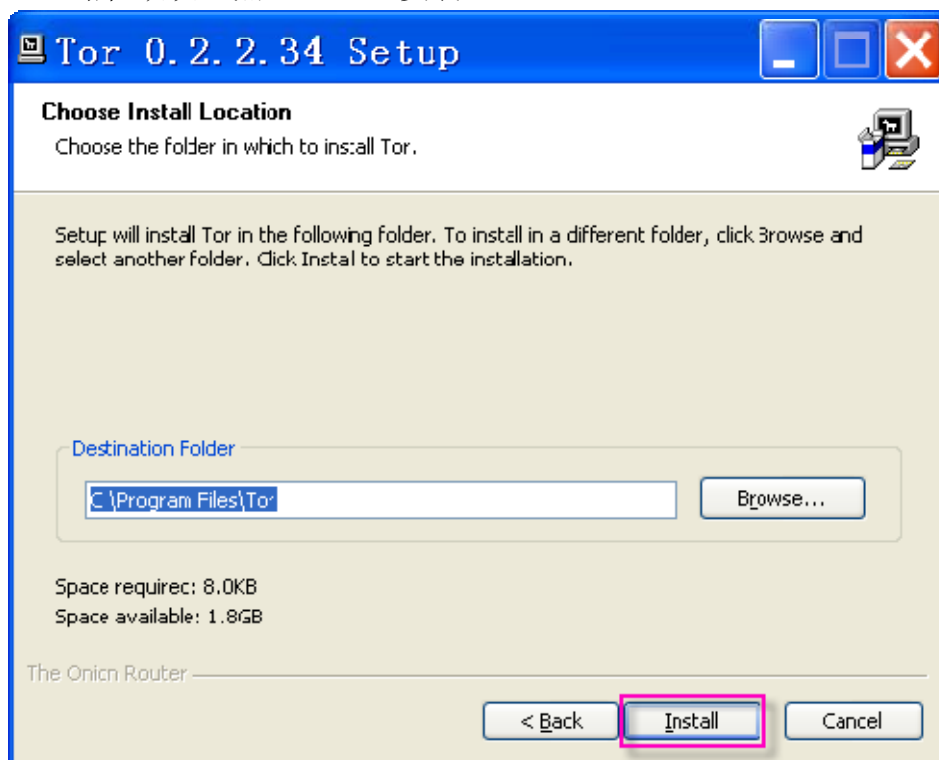 Tor 0.2.2.34 Setup
Choose Install Location
Choose the folder in which to install Tor.
Setup will install Tor in the following folder. To install in a different folder, click Browse and
select another folder. Click Instal to start the installation.
Destination Folder
C:\Program Files\Tor
Browse...
Space required: 8.0KB
Space available: 1.8GB
The Onion Router
< Back
Install
Cancel